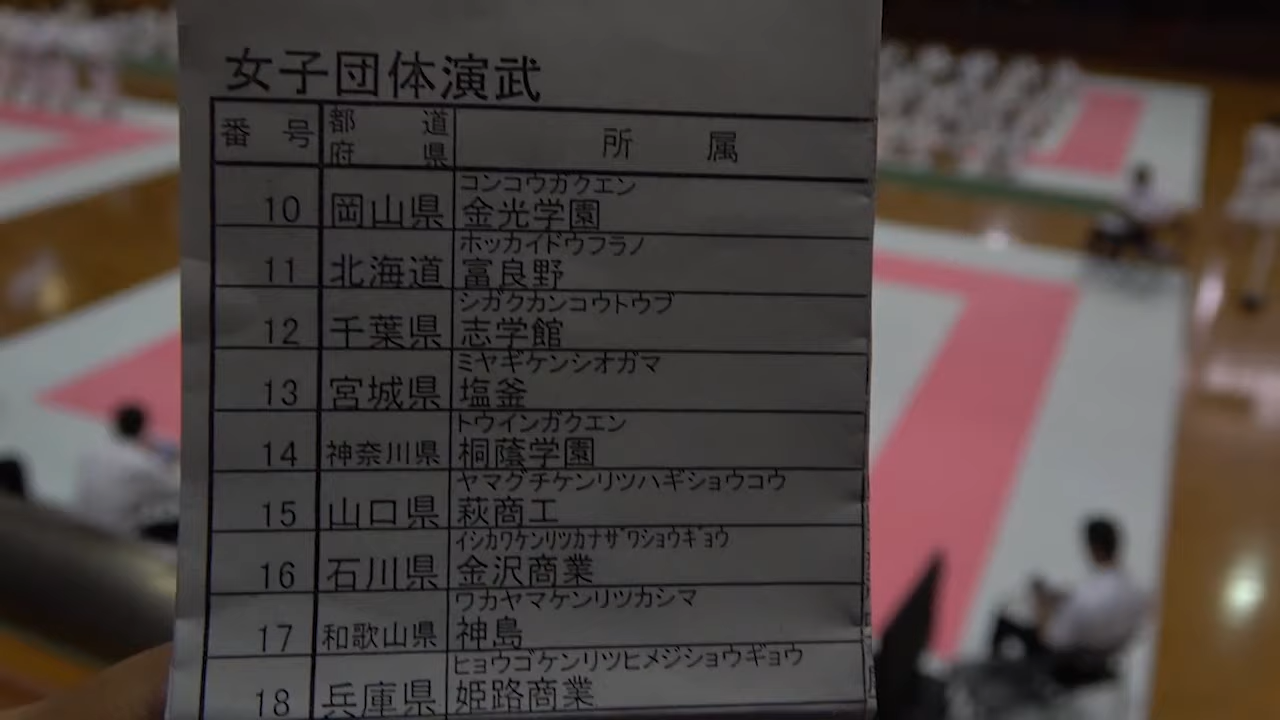 女子団体演武
番号 都道府県 所属
コンコウガクエン
10 岡山県 金光学園
ホッカイドウフラノ
11 北海道 富良野
シガクカンコウトウブ
12 千葉県 志学館
ミヤギケンシオガマ
13 宮城県 塩釜
トウインガクエン
14 神奈川県 桐蔭学園
ヤマグチケンリツハギショウコウ
15 山口県 萩商工
イシカワケンリツカナザワショウギョウ
16 石川県 金沢商業
ワカヤマケンリツカシマ
17 和歌山県 神島
ヒョウゴケンリツヒメジショウギョウ
18 兵庫県 姫路商業